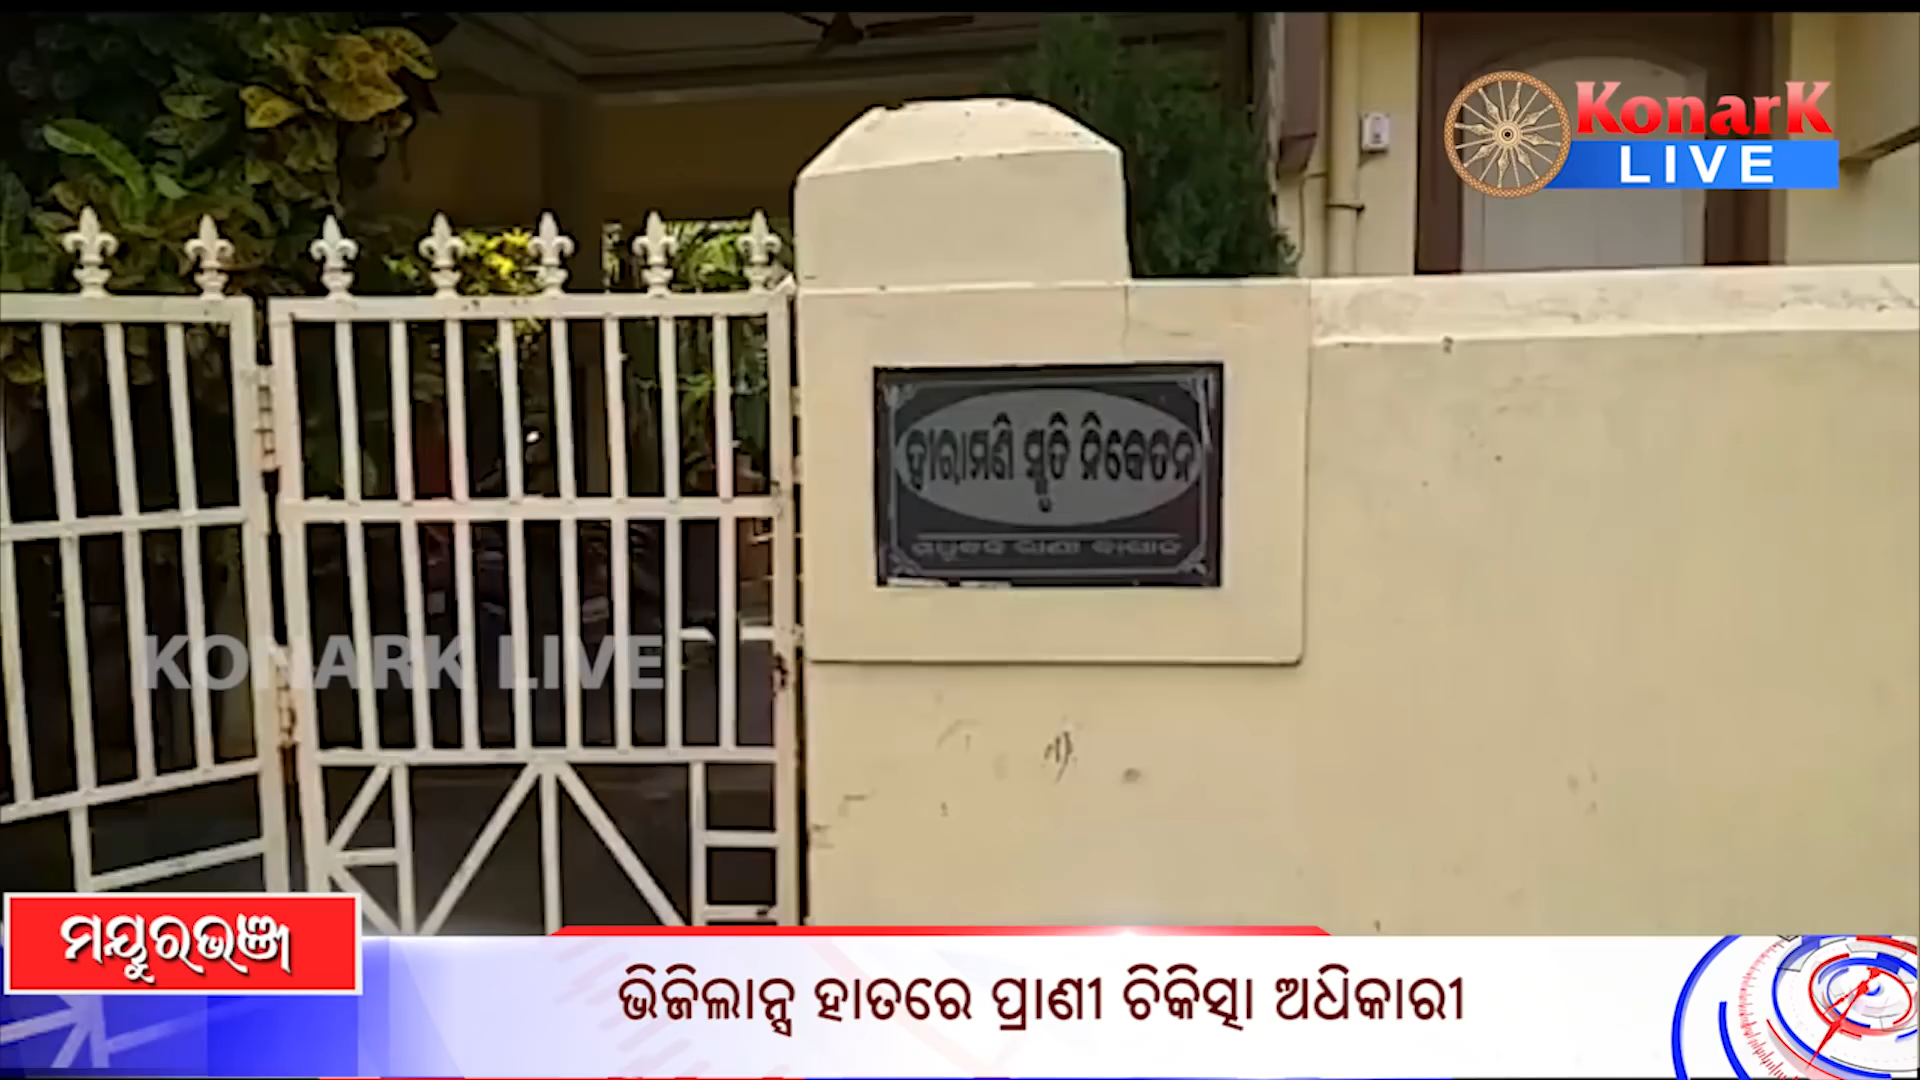 Konark
LIVE
ହାରାମଣି ସ୍ମୃତି ନିକେତନ
KONARK LIVE
ମୟୂରଭଞ୍ଜ
ଭିଜିଲାନ୍ସ ହାତରେ ପ୍ରାଣୀ ଚିକିତ୍ସା ଅଧିକାରୀ